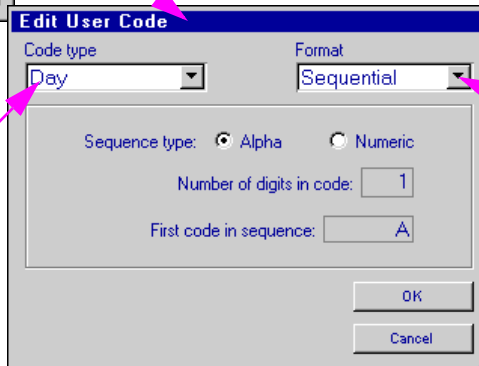 Edit User Code
Code type Format
Day Sequential
Sequence type: Alpha Numeric
Number of digits in code: 1
First code in sequence: A
OK
Cancel